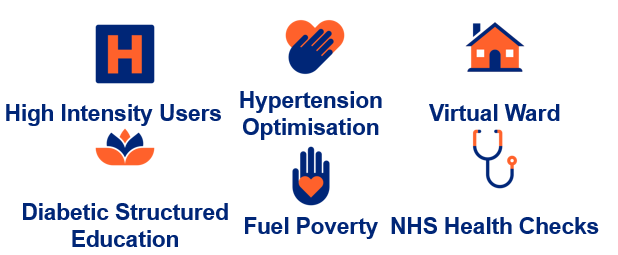 H
High Intensity Users
Hypertension
Optimisation
Virtual Ward
Diabetic Structured
Education
Fuel Poverty
NHS Health Checks